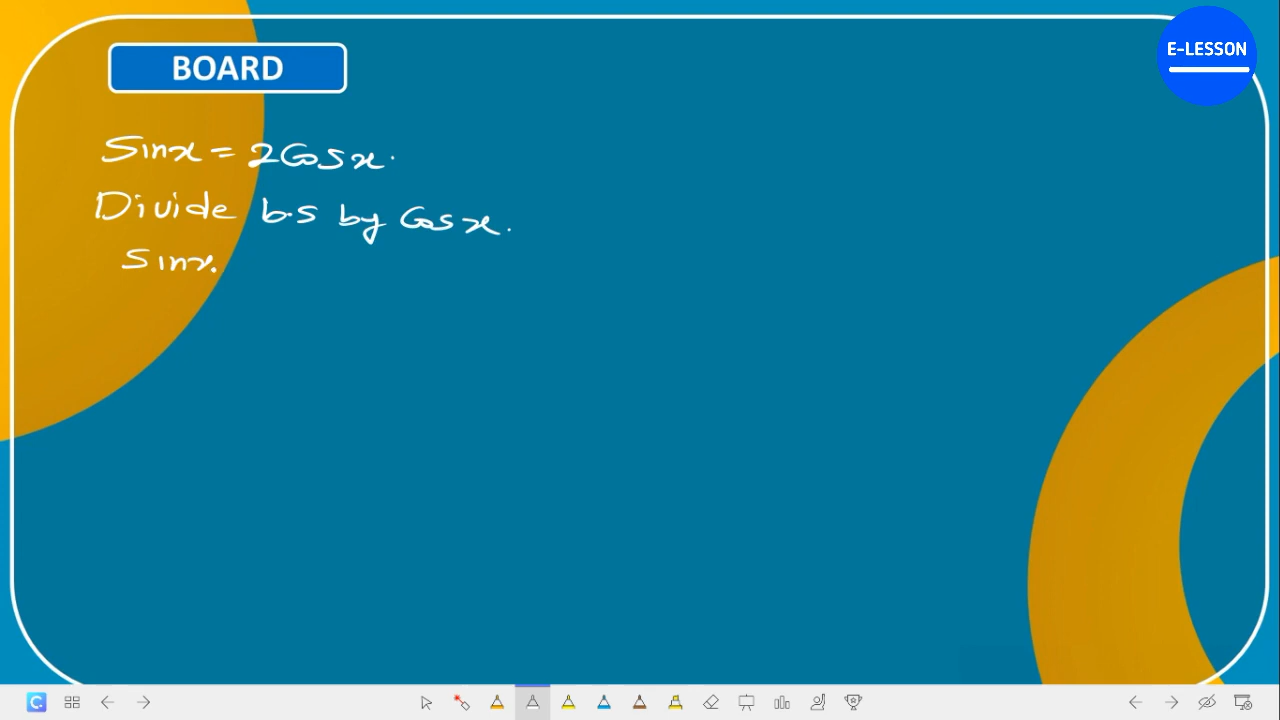 BOARD
E-LESSON
Sinx = 2Cosx.
Divide b.s by Cosx.
Sinx.